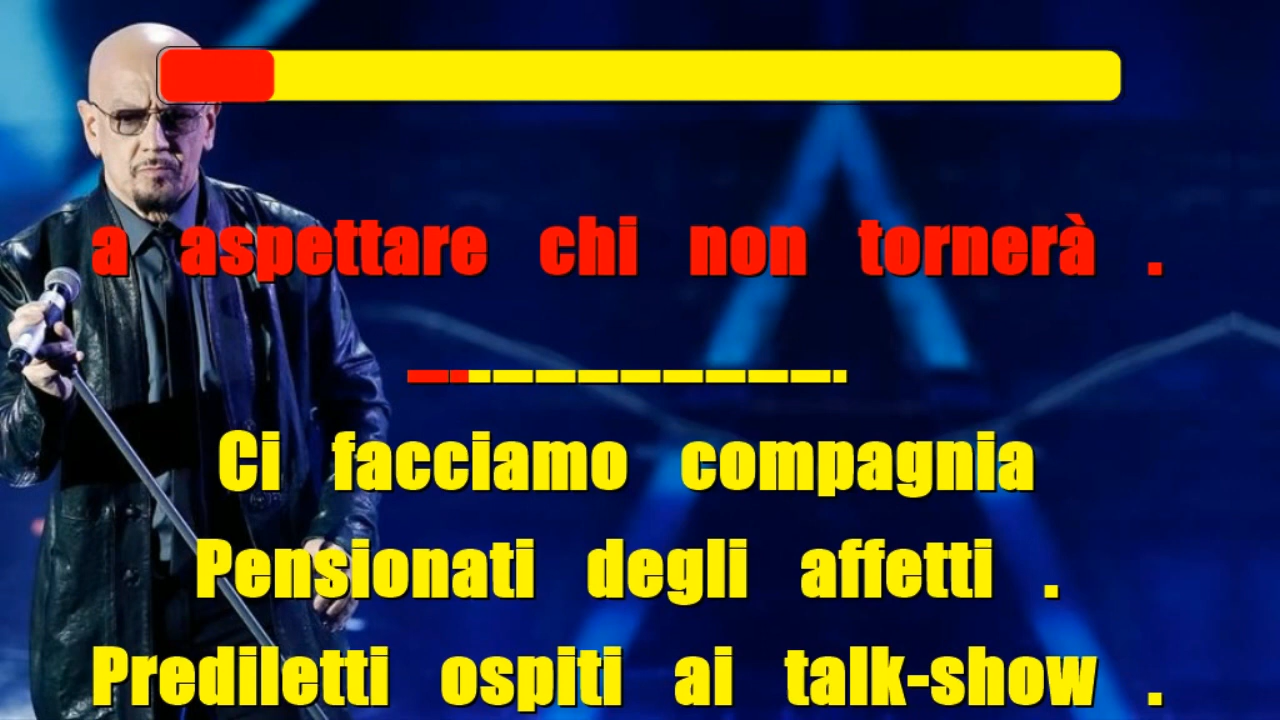 a aspettare chi non tornerà .
Ci facciamo compagnia
Pensionati degli affetti .
Prediletti ospiti ai talk-show .